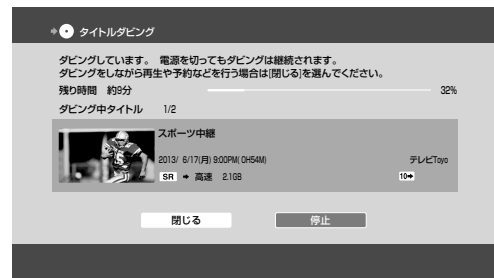 タイトルダビング
ダビングしています。 電源を切ってもダビングは継続されます。
ダビングをしながら再生や予約などを行う場合は[閉じる]を選んでください。
残り時間 約9分 32%
ダビング中タイトル 1/2
スポーツ中継
2013/ 6/17(月) 9:00PM( 0H54M) テレビToyo
SR ➡ 高速 2.1GB 10➡
閉じる 停止